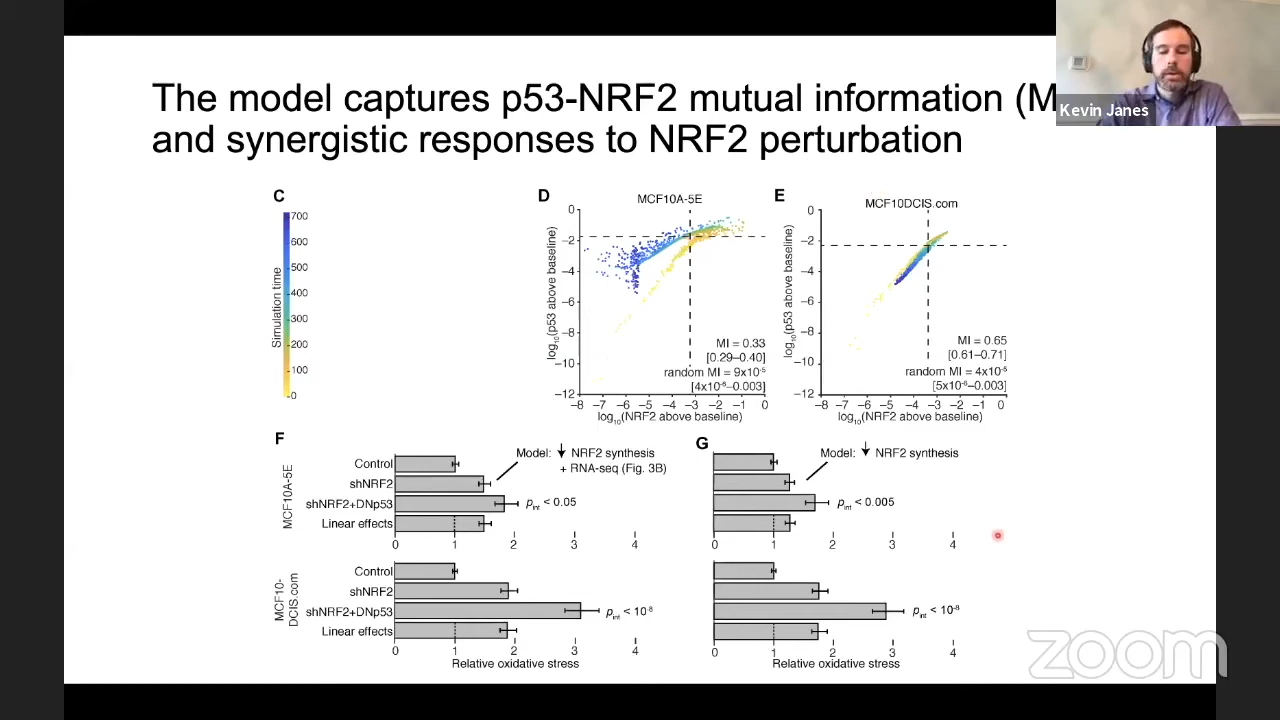 The model captures p53-NRF2 mutual information (M
and synergistic responses to NRF2 perturbation
Kevin Janes
C
Simulation time
700
600
500
400
300
200
100
0
D
MCF10A-5E
log10(p53 above baseline)
0
−2
−4
−6
−8
−10
−12
MI = 0.33
[0.29–0.40]
random MI = 9x10-5
[4x10-6–0.003]
−8 −7 −6 −5 −4 −3 −2 −1 0
log10(NRF2 above baseline)
E
MCF10DCIS.com
log10(p53 above baseline)
0
−2
−4
−6
−8
−10
−12
MI = 0.65
[0.61–0.71]
random MI = 4x10-5
[5x10-6–0.003]
−8 −7 −6 −5 −4 −3 −2 −1 0
log10(NRF2 above baseline)
F
MCF10A-5E
Model: ↓ NRF2 synthesis
+ RNA-seq (Fig. 3B)
Control
shNRF2
shNRF2+DNp53
pint < 0.05
Linear effects
0 1 2 3 4
MCF10-
DCIS.com
Control
shNRF2
shNRF2+DNp53
pint < 10-8
Linear effects
0 1 2 3 4
Relative oxidative stress
G
Model: ↓ NRF2 synthesis
pint < 0.005
0 1 2 3 4
pint < 10-8
0 1 2 3 4
Relative oxidative stress
zoom